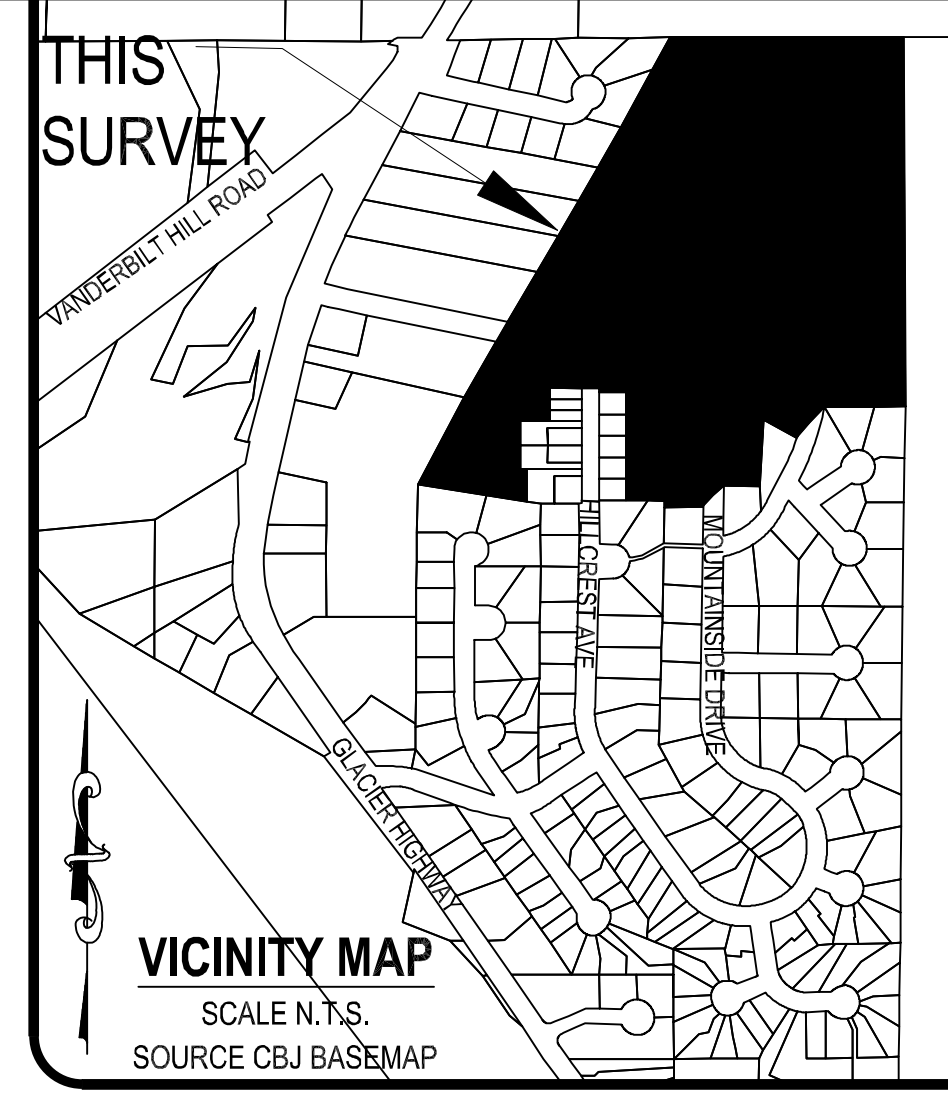 THIS
SURVEY
VANDERBILT HILL ROAD
HILLCREST AVE
MOUNTAINSIDE DRIVE
GLACIER HIGHWAY
VICINITY MAP
SCALE N.T.S.
SOURCE CBJ BASEMAP